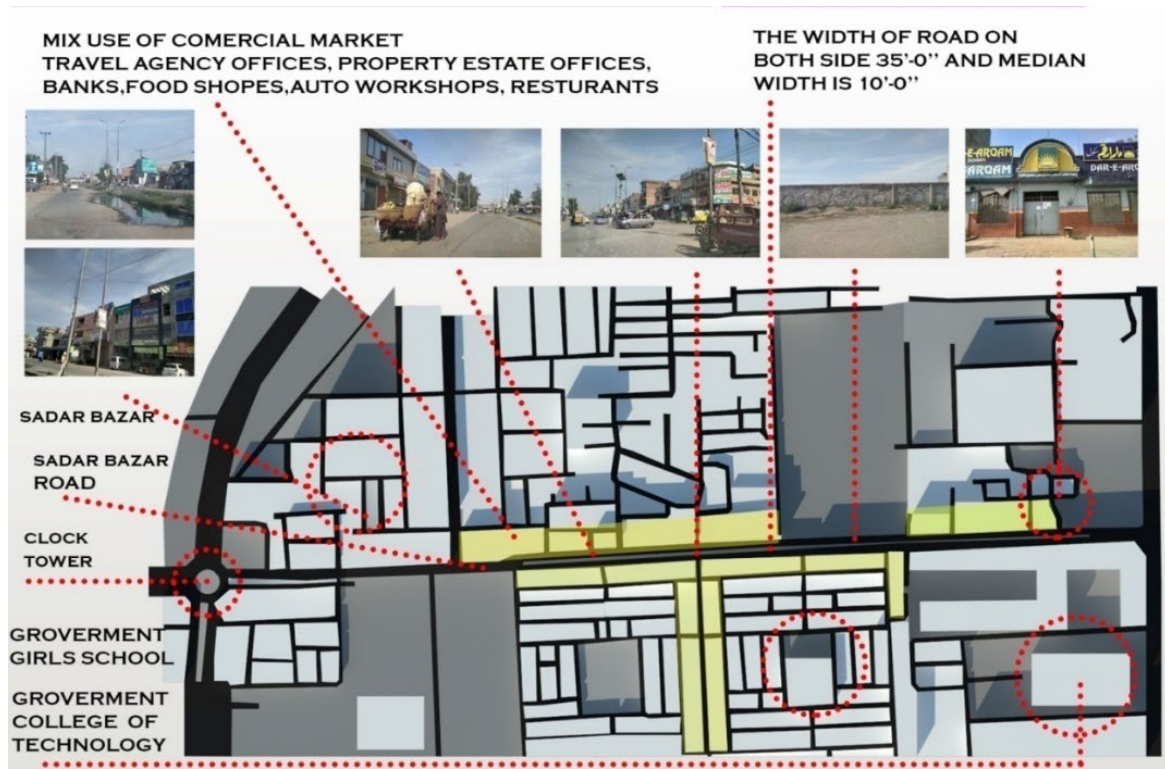 MIX USE OF COMERCIAL MARKET
TRAVEL AGENCY OFFICES, PROPERTY ESTATE OFFICES,
BANKS,FOOD SHOPES,AUTO WORKSHOPS, RESTURANTS
THE WIDTH OF ROAD ON
BOTH SIDE 35'-0'' AND MEDIAN
WIDTH IS 10'-0''
-E-ARQAM
ARQAM
DAR-E-ARQ
SADAR BAZAR
SADAR BAZAR
ROAD
CLOCK
TOWER
GROVERMENT
GIRLS SCHOOL
GROVERMENT
COLLEGE OF
TECHNOLOGY